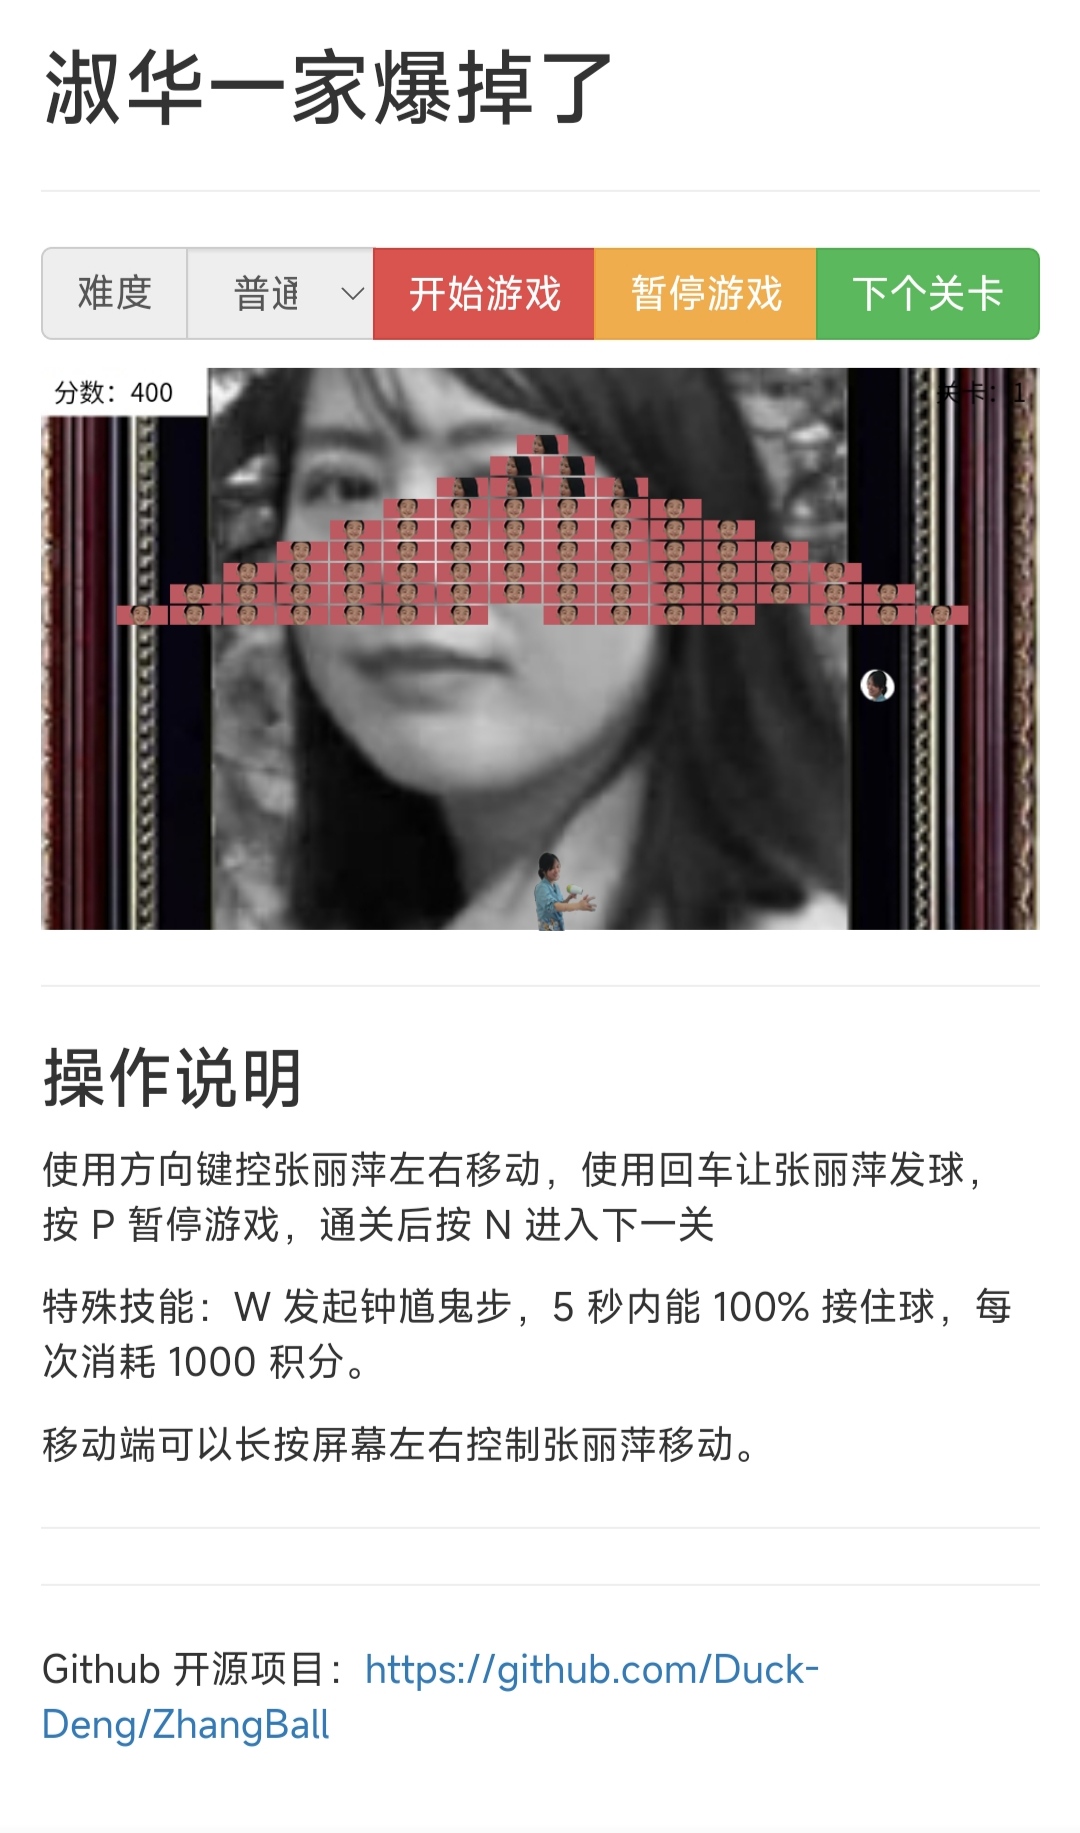 淑华一家爆掉了
难度 普通 开始游戏 暂停游戏 下个关卡
分数：400 关卡：1
操作说明
使用方向键控张丽萍左右移动，使用回车让张丽萍发球，
按 P 暂停游戏，通关后按 N 进入下一关
特殊技能：W 发起钟馗鬼步，5 秒内能 100% 接住球，每
次消耗 1000 积分。
移动端可以长按屏幕左右控制张丽萍移动。
Github 开源项目：https://github.com/Duck-
Deng/ZhangBall